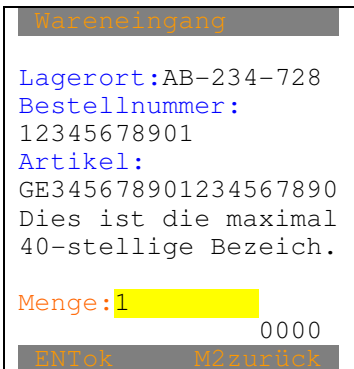 Wareneingang
Lagerort:AB-234-728
Bestellnummer:
12345678901
Artikel:
GE345678901234567890
Dies ist die maximal
40-stellige Bezeich.
Menge:1
0000
ENTok M2zurück